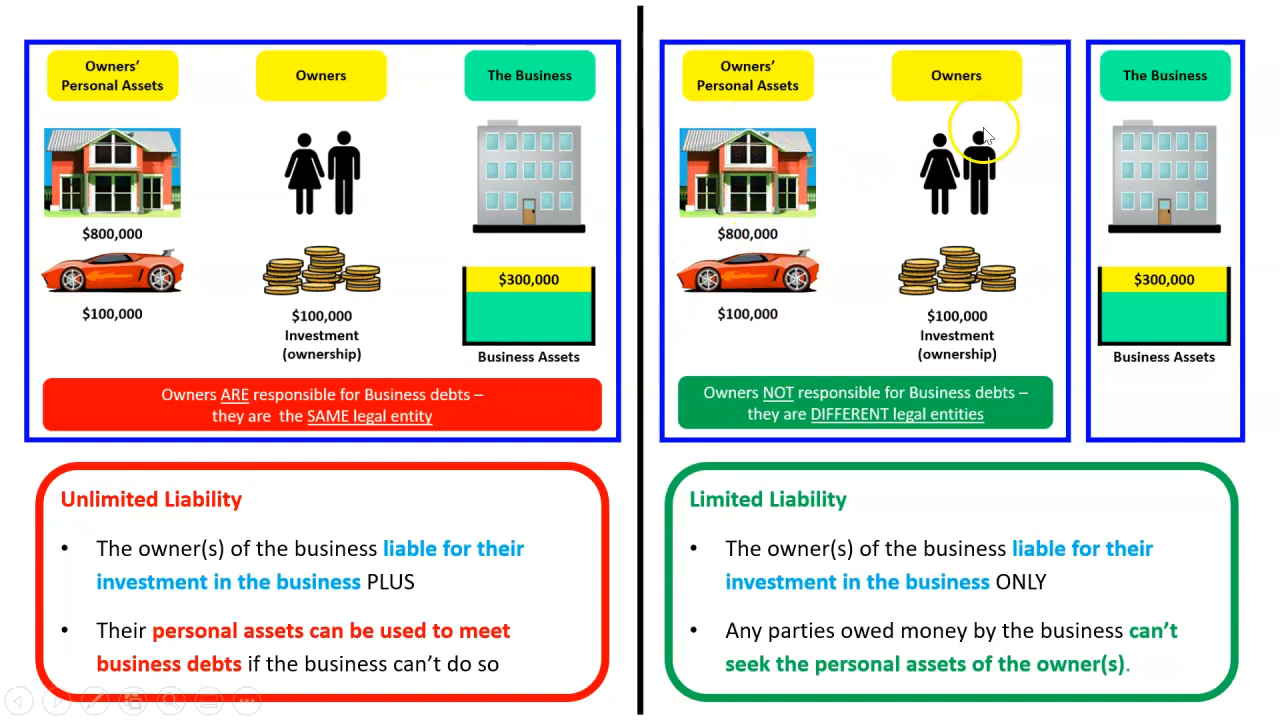 Owners'
Personal Assets
Owners
The Business
$800,000
$100,000
$100,000
Investment
(ownership)
$300,000
Business Assets
Owners ARE responsible for Business debts –
they are the SAME legal entity
Unlimited Liability
• The owner(s) of the business liable for their
investment in the business PLUS
• Their personal assets can be used to meet
business debts if the business can't do so
Owners'
Personal Assets
Owners
The Business
$800,000
$100,000
$100,000
Investment
(ownership)
$300,000
Business Assets
Owners NOT responsible for Business debts –
they are DIFFERENT legal entities
Limited Liability
• The owner(s) of the business liable for their
investment in the business ONLY
• Any parties owed money by the business can't
seek the personal assets of the owner(s).